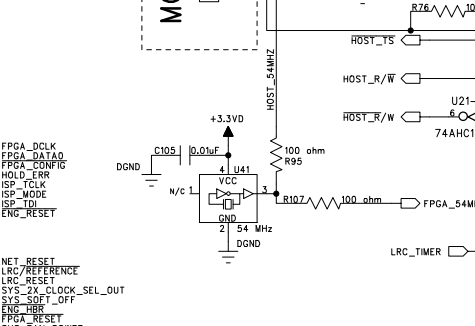 R76
10
HOST_TS
HOST_54MHZ
HOST_R/W
U21-
HOST_R/W
6
74AHC1
+3.3VD
C105
0.01uF
100 ohm
R95
DGND
4
U41
VCC
N/C
1
3
GND
2
54 MHz
DGND
R107
100 ohm
FPGA_54M
LRC_TIMER
FPGA_DCLK
FPGA_DATA0
FPGA_CONFIG
HOLD_ERR
ISP_TCLK
ISP_MODE
ISP_TDI
ENG_RESET
NET_RESET
LRC/REFERENCE
LRC_RESET
SYS_2X_CLOCK_SEL_OUT
SYS_SOFT_OFF
ENG_HBR
FPGA_RESET